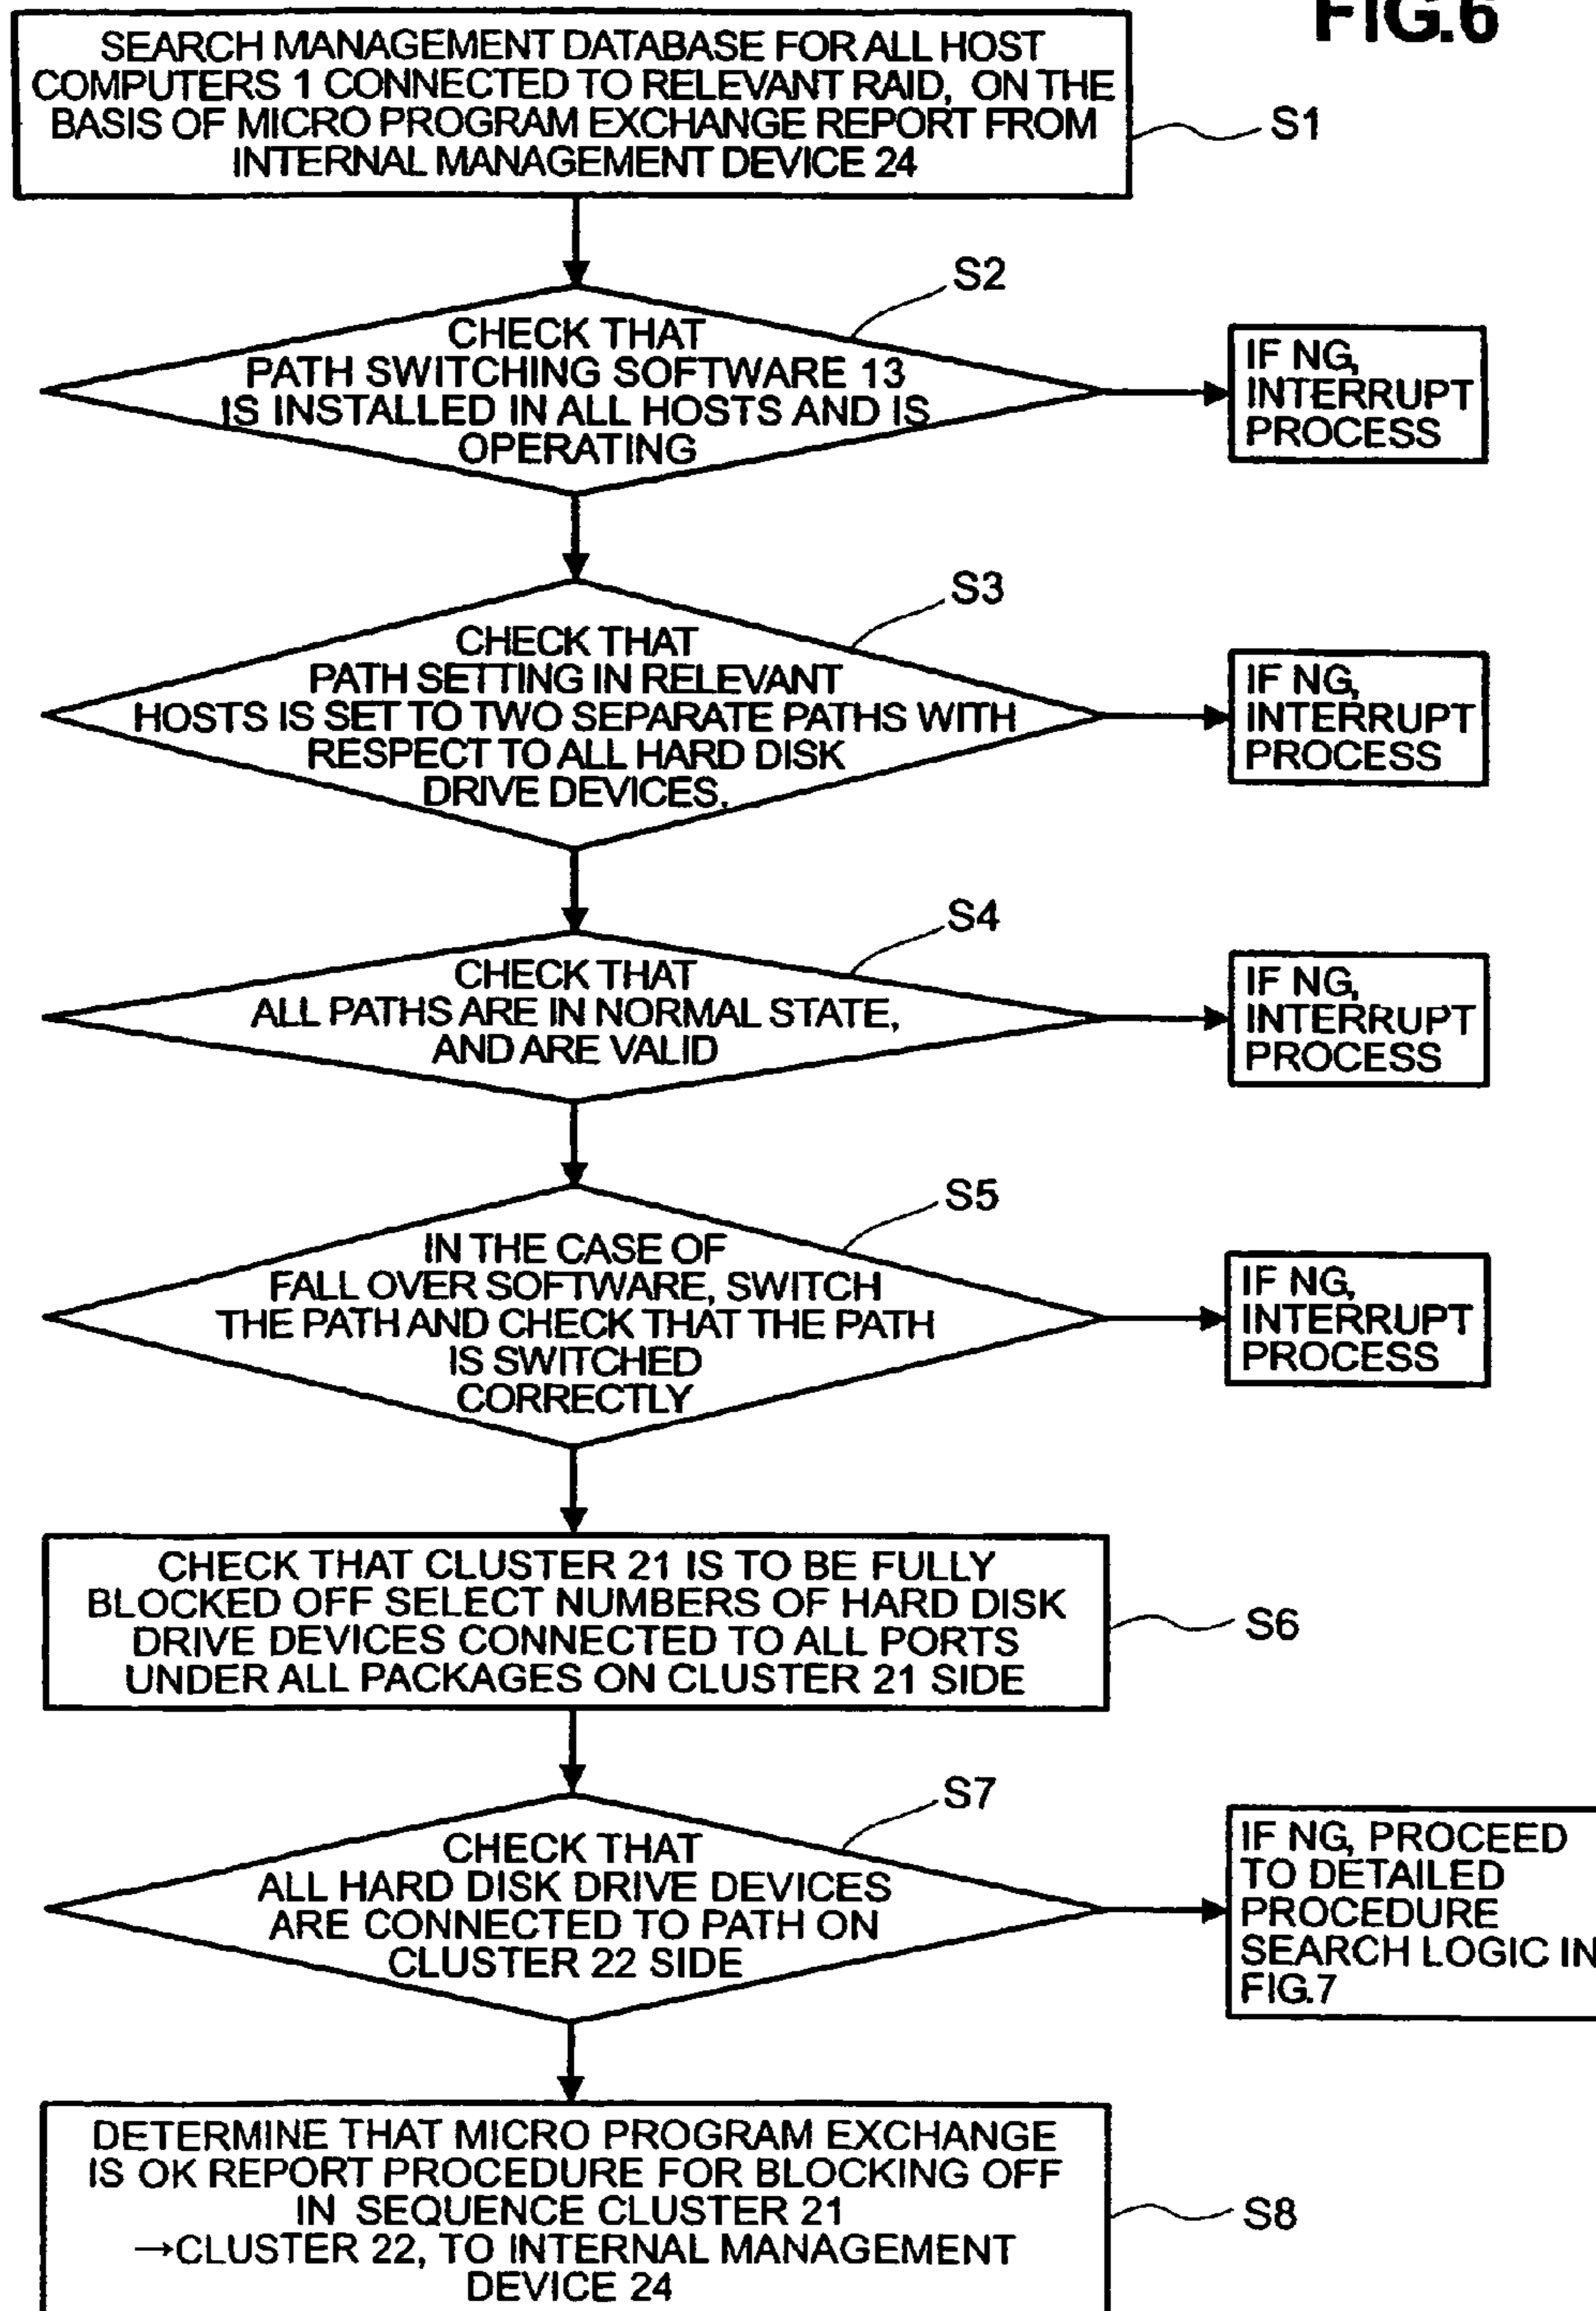 FIG.6
SEARCH MANAGEMENT DATABASE FOR ALL HOST
COMPUTERS 1 CONNECTED TO RELEVANT RAID, ON THE
BASIS OF MICRO PROGRAM EXCHANGE REPORT FROM
INTERNAL MANAGEMENT DEVICE 24
S1
S2
CHECK THAT
PATH SWITCHING SOFTWARE 13
IS INSTALLED IN ALL HOSTS AND IS
OPERATING
IF NG,
INTERRUPT
PROCESS
S3
CHECK THAT
PATH SETTING IN RELEVANT
HOSTS IS SET TO TWO SEPARATE PATHS WITH
RESPECT TO ALL HARD DISK
DRIVE DEVICES.
IF NG,
INTERRUPT
PROCESS
S4
CHECK THAT
ALL PATHS ARE IN NORMAL STATE,
AND ARE VALID
IF NG,
INTERRUPT
PROCESS
S5
IN THE CASE OF
FALL OVER SOFTWARE, SWITCH
THE PATH AND CHECK THAT THE PATH
IS SWITCHED
CORRECTLY
IF NG,
INTERRUPT
PROCESS
CHECK THAT CLUSTER 21 IS TO BE FULLY
BLOCKED OFF SELECT NUMBERS OF HARD DISK
DRIVE DEVICES CONNECTED TO ALL PORTS
UNDER ALL PACKAGES ON CLUSTER 21 SIDE
S6
S7
CHECK THAT
ALL HARD DISK DRIVE DEVICES
ARE CONNECTED TO PATH ON
CLUSTER 22 SIDE
IF NG, PROCEED
TO DETAILED
PROCEDURE
SEARCH LOGIC IN
FIG.7
DETERMINE THAT MICRO PROGRAM EXCHANGE
IS OK REPORT PROCEDURE FOR BLOCKING OFF
IN SEQUENCE CLUSTER 21
→CLUSTER 22, TO INTERNAL MANAGEMENT
DEVICE 24
S8